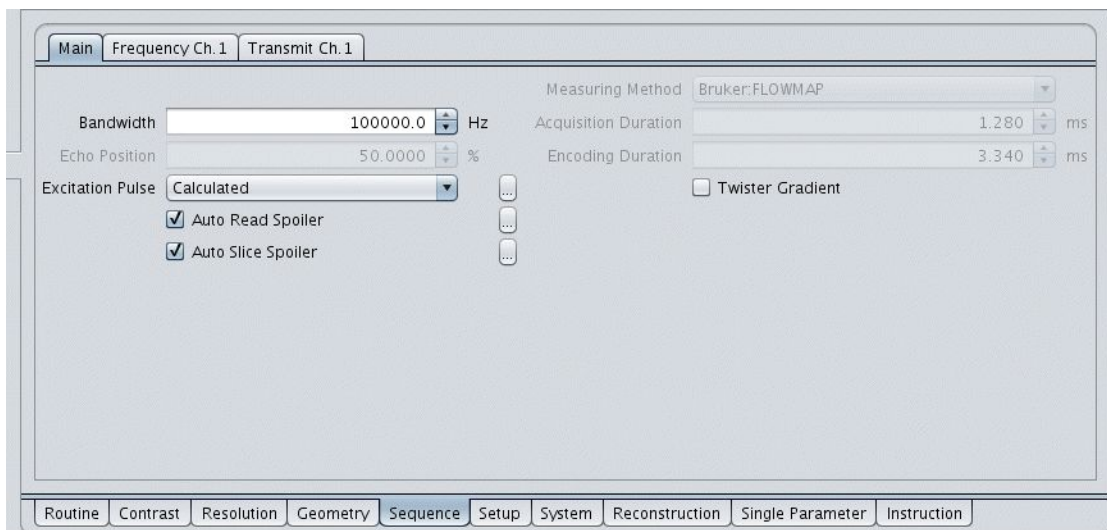 Main Frequency Ch.1 Transmit Ch.1
Measuring Method Bruker:FLOWMAP
Bandwidth 100000.0 Hz Acquisition Duration 1.280 ms
Echo Position 50.0000 % Encoding Duration 3.340 ms
Excitation Pulse Calculated ... Twister Gradient
Auto Read Spoiler ...
Auto Slice Spoiler ...
Routine Contrast Resolution Geometry Sequence Setup System Reconstruction Single Parameter Instruction